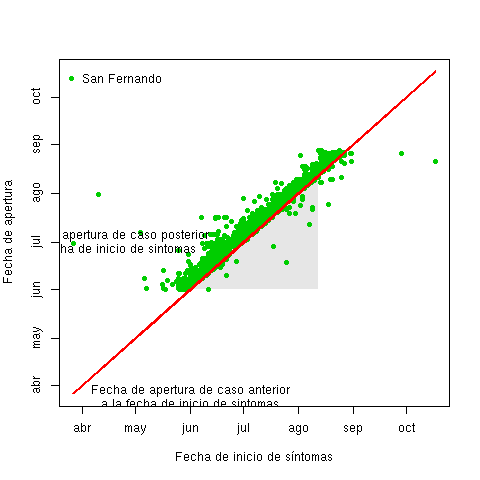 San Fernando
apertura de caso posterior
ha de inicio de sintomas
Fecha de apertura de caso anterior
a la fecha de inicio de sintomas
Fecha de apertura
abr
may
jun
jul
ago
sep
oct
abr
may
jun
jul
ago
sep
oct
Fecha de inicio de síntomas